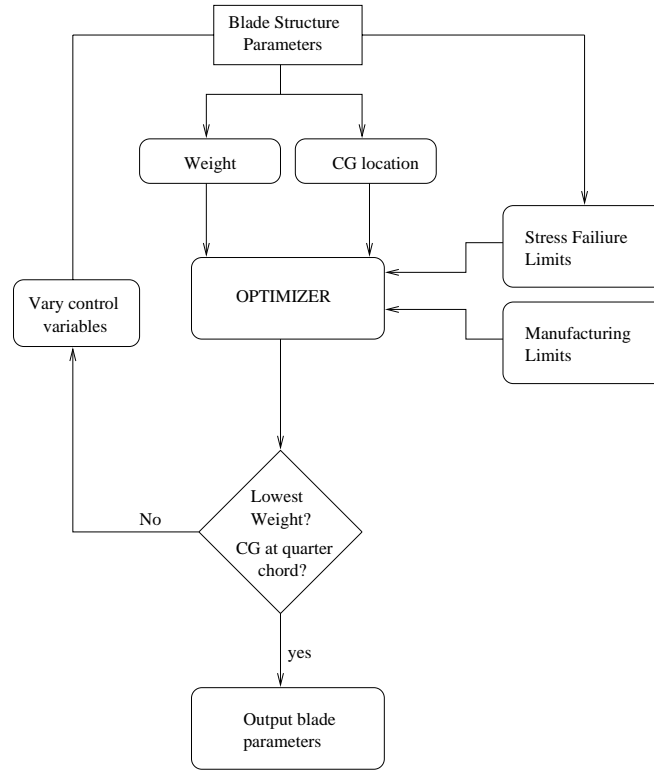 Blade Structure
Parameters
Weight
CG location
Stress Failiure
Limits
OPTIMIZER
Vary control
variables
Manufacturing
Limits
Lowest
Weight?
CG at quarter
chord?
No
yes
Output blade
parameters